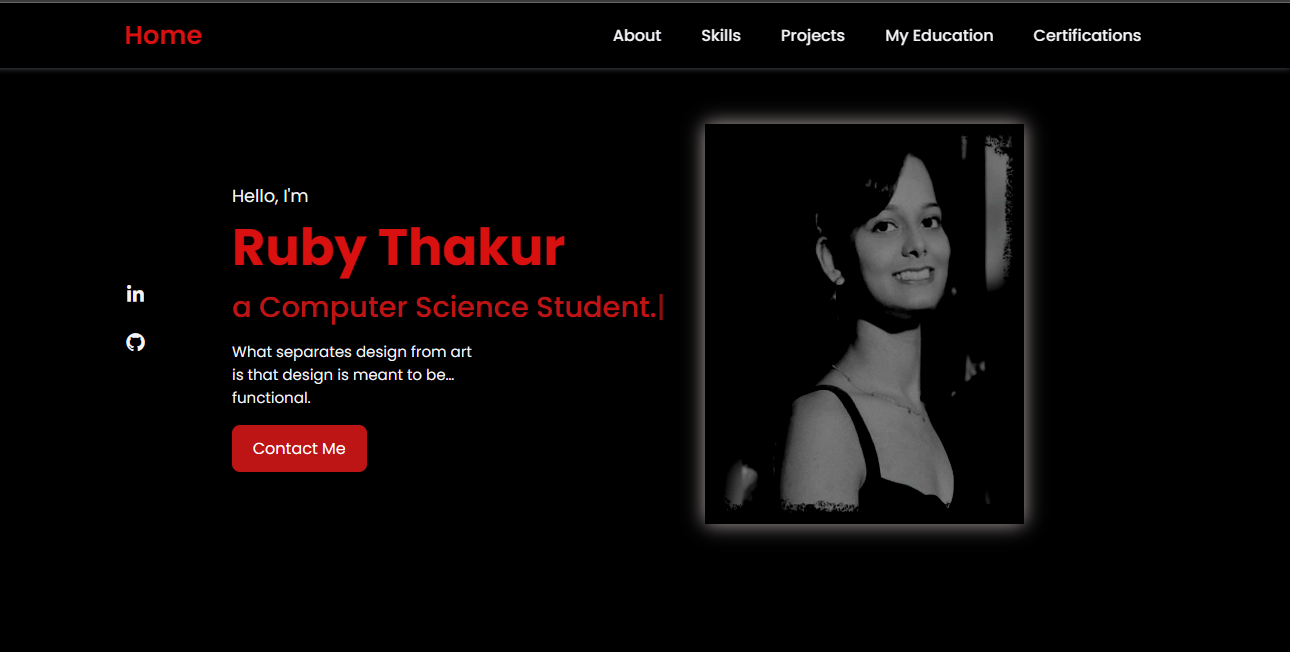 Home
About Skills Projects My Education Certifications
Hello, I'm
Ruby Thakur
a Computer Science Student.|
in
What separates design from art
is that design is meant to be...
functional.
Contact Me